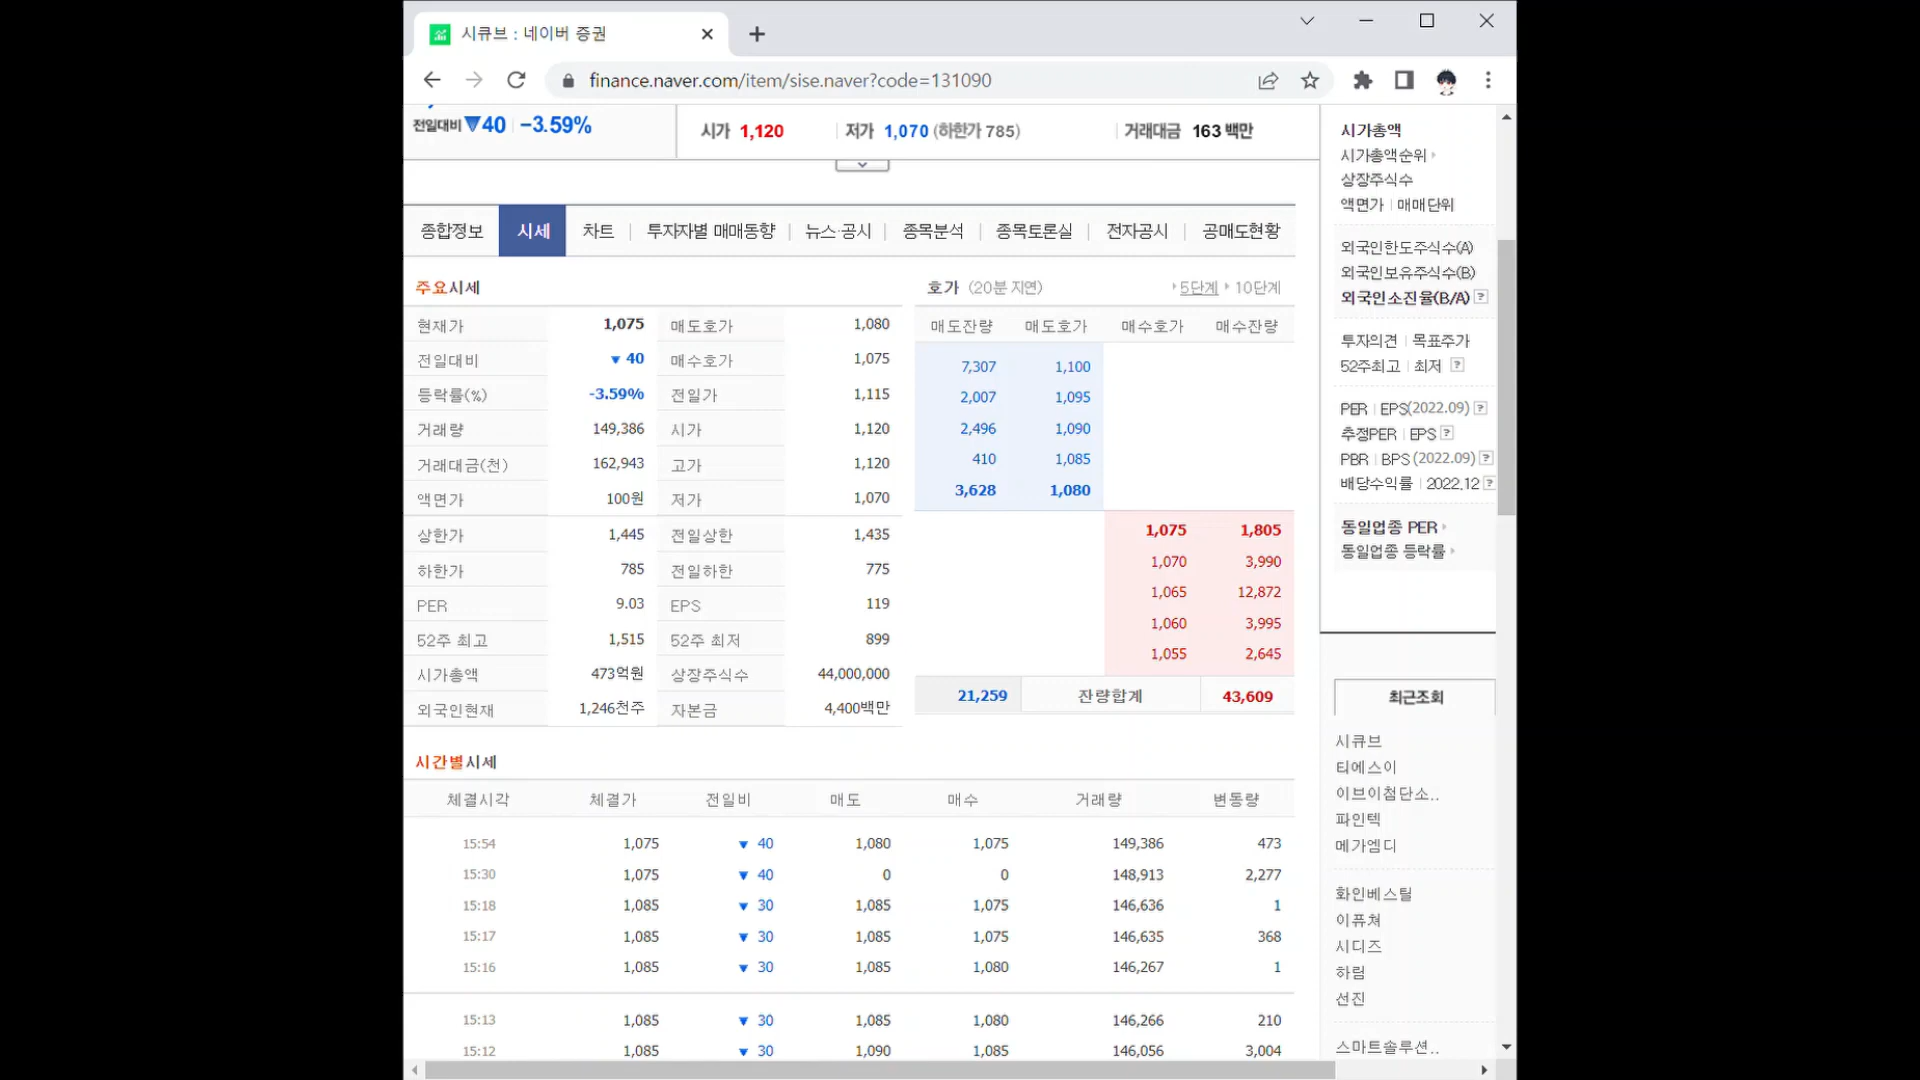 시큐브 : 네이버 증권
finance.naver.com/item/sise.naver?code=131090
전일대비 ▼40 | -3.59%
시가 1,120 저가 1,070 (하한가 785) 거래대금 163 백만
종합정보 시세 차트 투자자별 매매동향 뉴스·공시 종목분석 종목토론실 전자공시 공매도현황
주요시세
현재가 1,075 매도호가 1,080
전일대비 ▼ 40 매수호가 1,075
등락률(%) -3.59% 전일가 1,115
거래량 149,386 시가 1,120
거래대금(천) 162,943 고가 1,120
액면가 100원 저가 1,070
상한가 1,445 전일상한 1,435
하한가 785 전일하한 775
PER 9.03 EPS 119
52주 최고 1,515 52주 최저 899
시가총액 473억원 상장주식수 44,000,000
외국인현재 1,246천주 자본금 4,400백만
호가 (20분 지연) 5단계 10단계
매도잔량 매도호가 매수호가 매수잔량
7,307 1,100
2,007 1,095
2,496 1,090
410 1,085
3,628 1,080
1,075 1,805
1,070 3,990
1,065 12,872
1,060 3,995
1,055 2,645
21,259 잔량합계 43,609
시간별시세
체결시각 체결가 전일비 매도 매수 거래량 변동량
15:54 1,075 ▼ 40 1,080 1,075 149,386 473
15:30 1,075 ▼ 40 0 0 148,913 2,277
15:18 1,085 ▼ 30 1,085 1,075 146,636 1
15:17 1,085 ▼ 30 1,085 1,075 146,635 368
15:16 1,085 ▼ 30 1,085 1,080 146,267 1
15:13 1,085 ▼ 30 1,085 1,080 146,266 210
15:12 1,085 ▼ 30 1,090 1,085 146,056 3,004
시가총액
시가총액순위
상장주식수
액면가 | 매매단위
외국인한도주식수(A)
외국인보유주식수(B)
외국인소진율(B/A) ?
투자의견 | 목표주가
52주최고 | 최저 ?
PER | EPS(2022.09) ?
추정PER | EPS ?
PBR | BPS (2022.09) ?
배당수익률 | 2022.12 ?
동일업종 PER
동일업종 등락률
최근조회
시큐브
티에스이
이브이첨단소..
파인텍
메가엠디
화인베스틸
이퓨쳐
시디즈
하림
선진
스마트솔루션..